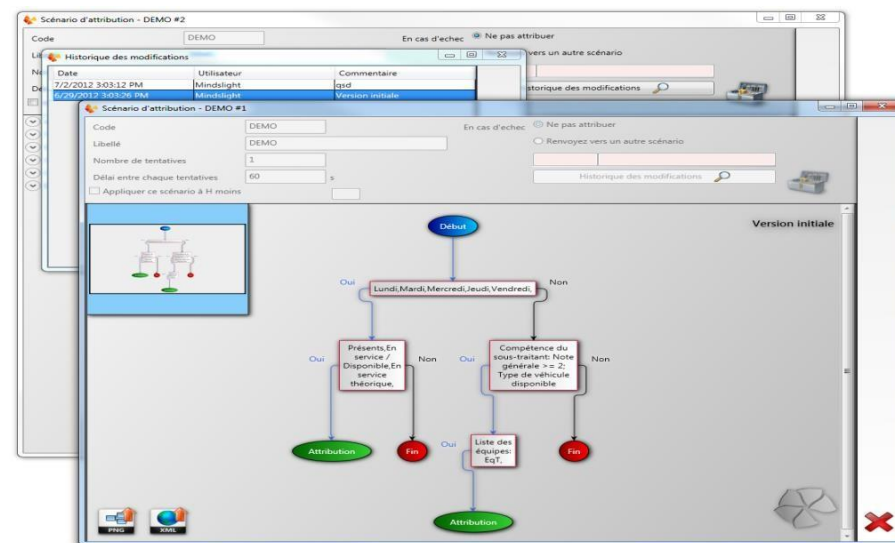 Scénario d'attribution - DEMO #2
Code
DEMO
En cas d'echec
Ne pas attribuer
vers un autre scénario
storique des modifications
Historique des modifications
Date
Utilisateur
Commentaire
7/2/2012 3:03:12 PM
Mindslight
qsd
6/29/2012 3:03:26 PM
Mindslight
Version initiale
Scénario d'attribution - DEMO #1
Code
DEMO
En cas d'echec
Ne pas attribuer
Libellé
DEMO
Renvoyez vers un autre scénario
Nombre de tentatives
1
Délai entre chaque tentatives
60
s
Historique des modifications
Appliquer ce scénario à H moins
Version initiale
Début
Oui
Lundi,Mardi,Mercredi,Jeudi,Vendredi,
Non
Oui
Présents,En
service /
Disponible,En
service
théorique,
Non
Oui
Compétence du
sous-traitant: Note
générale >= 2;
Type de véhicule
disponible
Non
Attribution
Fin
Oui
Liste des
équipes:
EqT,
Fin
Attribution
PNG
XML